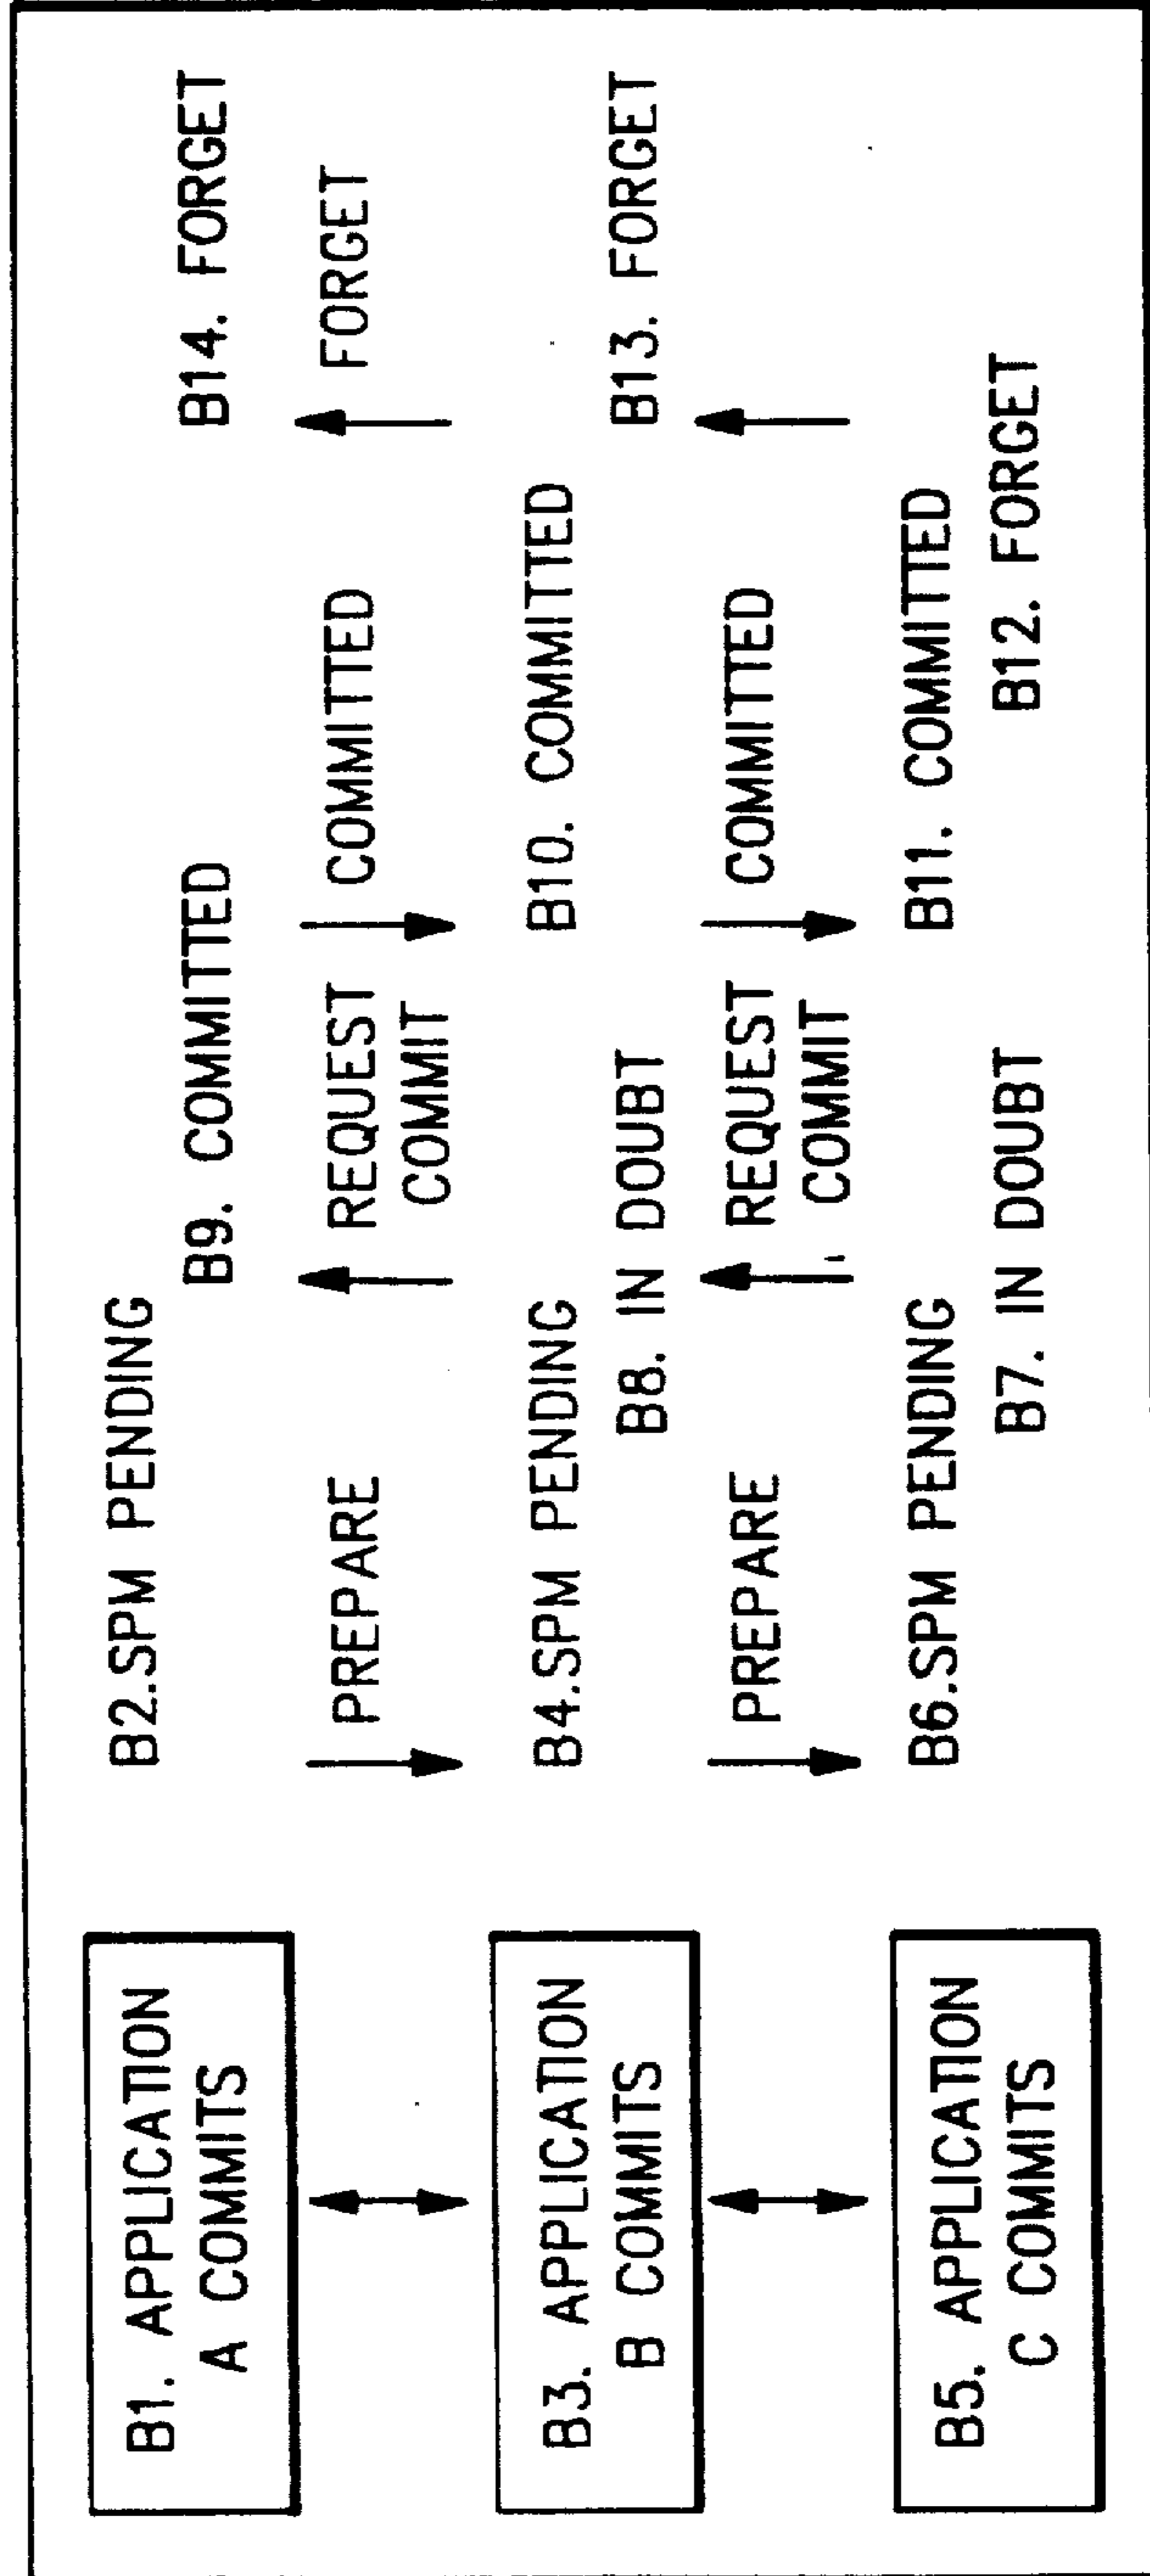 B1. APPLICATION
A COMMITS
B2.SPM PENDING
B9. COMMITTED
B14. FORGET
PREPARE
REQUEST
COMMIT
COMMITTED
FORGET
B3. APPLICATION
B COMMITS
B4.SPM PENDING
B8. IN DOUBT
B10. COMMITTED
B13. FORGET
PREPARE
REQUEST
COMMIT
COMMITTED
B5. APPLICATION
C COMMITS
B6.SPM PENDING
B7. IN DOUBT
B11. COMMITTED
B12. FORGET